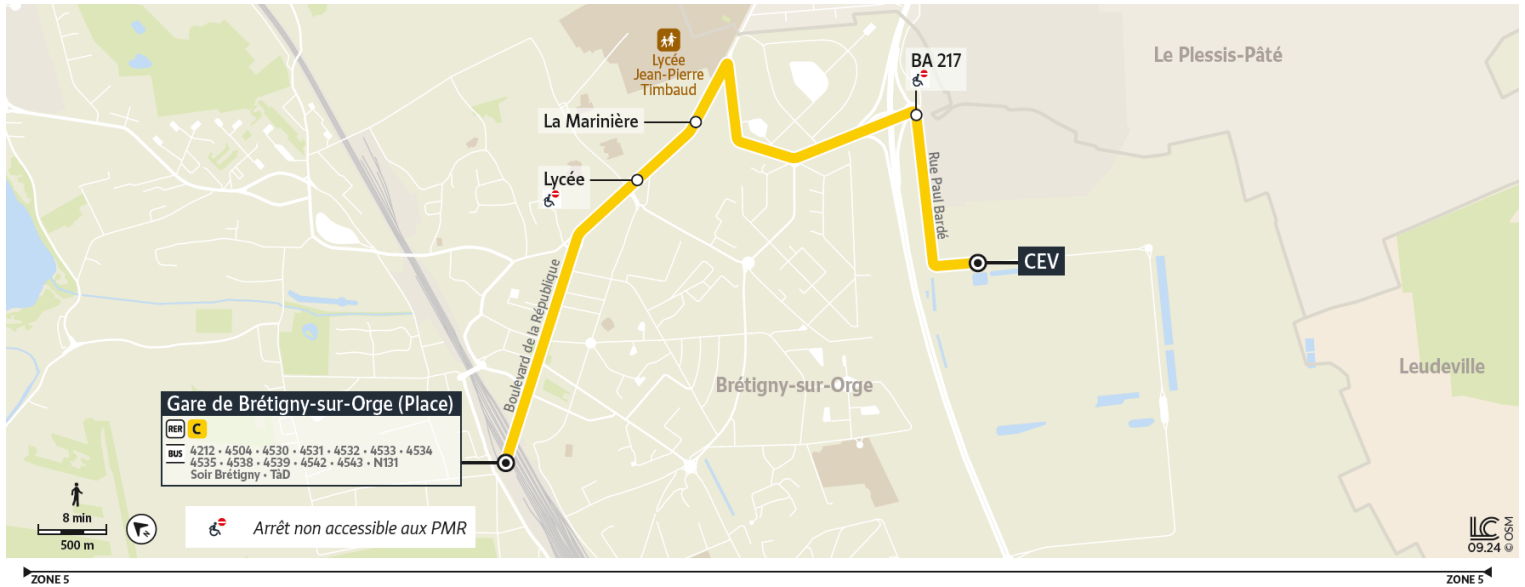 Lycée
Jean-Pierre
Timbaud
BA 217
Le Plessis-Pâté
La Marinière
Lycée
Rue Paul Bardé
CEV
Boulevard de la République
Brétigny-sur-Orge
Leudeville
Gare de Brétigny-sur-Orge (Place)
RER C
BUS 4212 • 4504 • 4530 • 4531 • 4532 • 4533 • 4534
4535 • 4538 • 4539 • 4542 • 4543 • N131
Soir Brétigny • TàD
8 min
500 m
N
Arrêt non accessible aux PMR
LC
09.24 © OSM
ZONE 5
ZONE 5